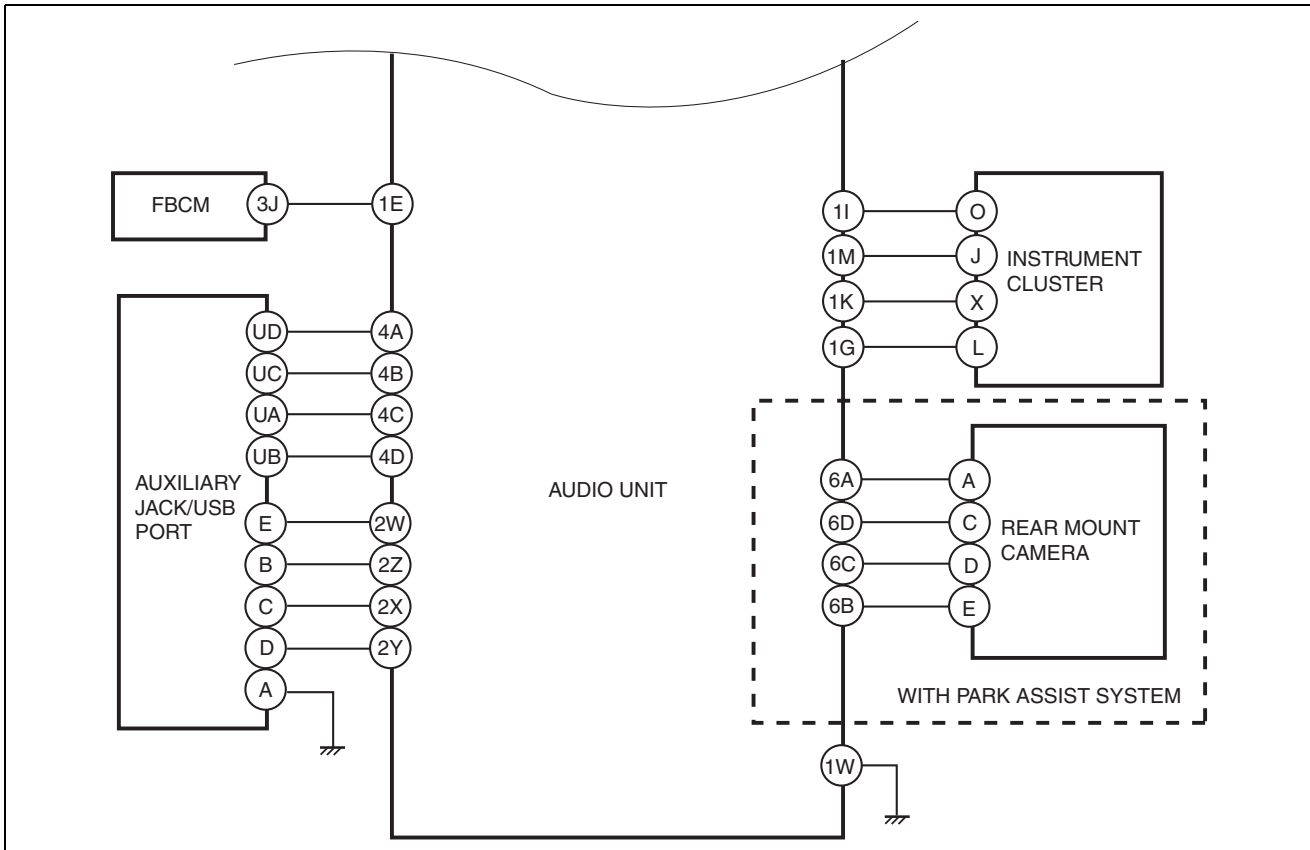 FBCM
3J
1E
1I
O
1M
J
INSTRUMENT
CLUSTER
1K
X
1G
L
UD
4A
UC
4B
UA
4C
UB
4D
AUXILIARY
JACK/USB
PORT
E
2W
B
2Z
C
2X
D
2Y
A
AUDIO UNIT
6A
A
6D
C
REAR MOUNT
CAMERA
6C
D
6B
E
WITH PARK ASSIST SYSTEM
1W